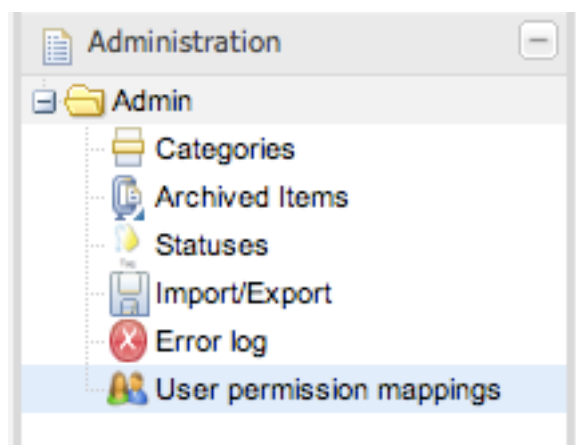 Administration
Admin
Categories
Archived Items
Statuses
Import/Export
Error log
User permission mappings